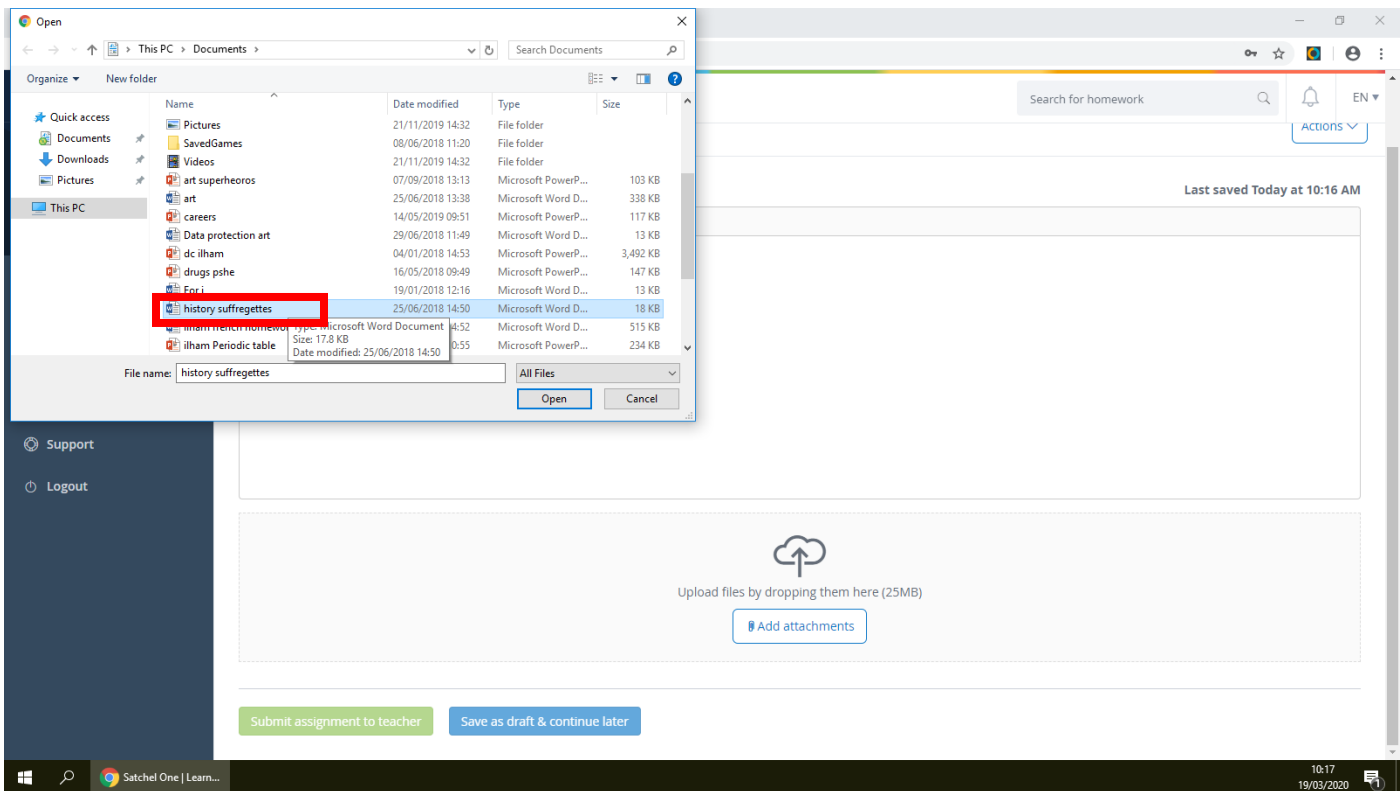 Open
This PC > Documents >
Search Documents
Organize
New folder
Quick access
Documents
Downloads
Pictures
This PC
Name Date modified Type Size
Pictures 21/11/2019 14:32 File folder
SavedGames 08/06/2018 11:20 File folder
Videos 21/11/2019 14:32 File folder
art superheoros 07/09/2018 13:13 Microsoft PowerP... 103 KB
art 25/06/2018 13:38 Microsoft Word D... 338 KB
careers 14/05/2019 09:51 Microsoft PowerP... 117 KB
Data protection art 29/06/2018 11:49 Microsoft Word D... 13 KB
dc ilham 04/01/2018 14:53 Microsoft PowerP... 3,492 KB
drugs pshe 16/05/2018 09:49 Microsoft PowerP... 147 KB
For i 19/01/2018 12:16 Microsoft Word D... 13 KB
history suffregettes 25/06/2018 14:50 Microsoft Word D... 18 KB
4:52 Microsoft Word D... 515 KB
ilham Periodic table 0:55 Microsoft PowerP... 234 KB
Type: Microsoft Word Document
Size: 17.8 KB
Date modified: 25/06/2018 14:50
File name: history suffregettes
All Files
Open
Cancel
Search for homework
EN
Actions
Last saved Today at 10:16 AM
Support
Logout
Upload files by dropping them here (25MB)
Add attachments
Submit assignment to teacher
Save as draft & continue later
Satchel One | Learn...
10:17
19/03/2020
1